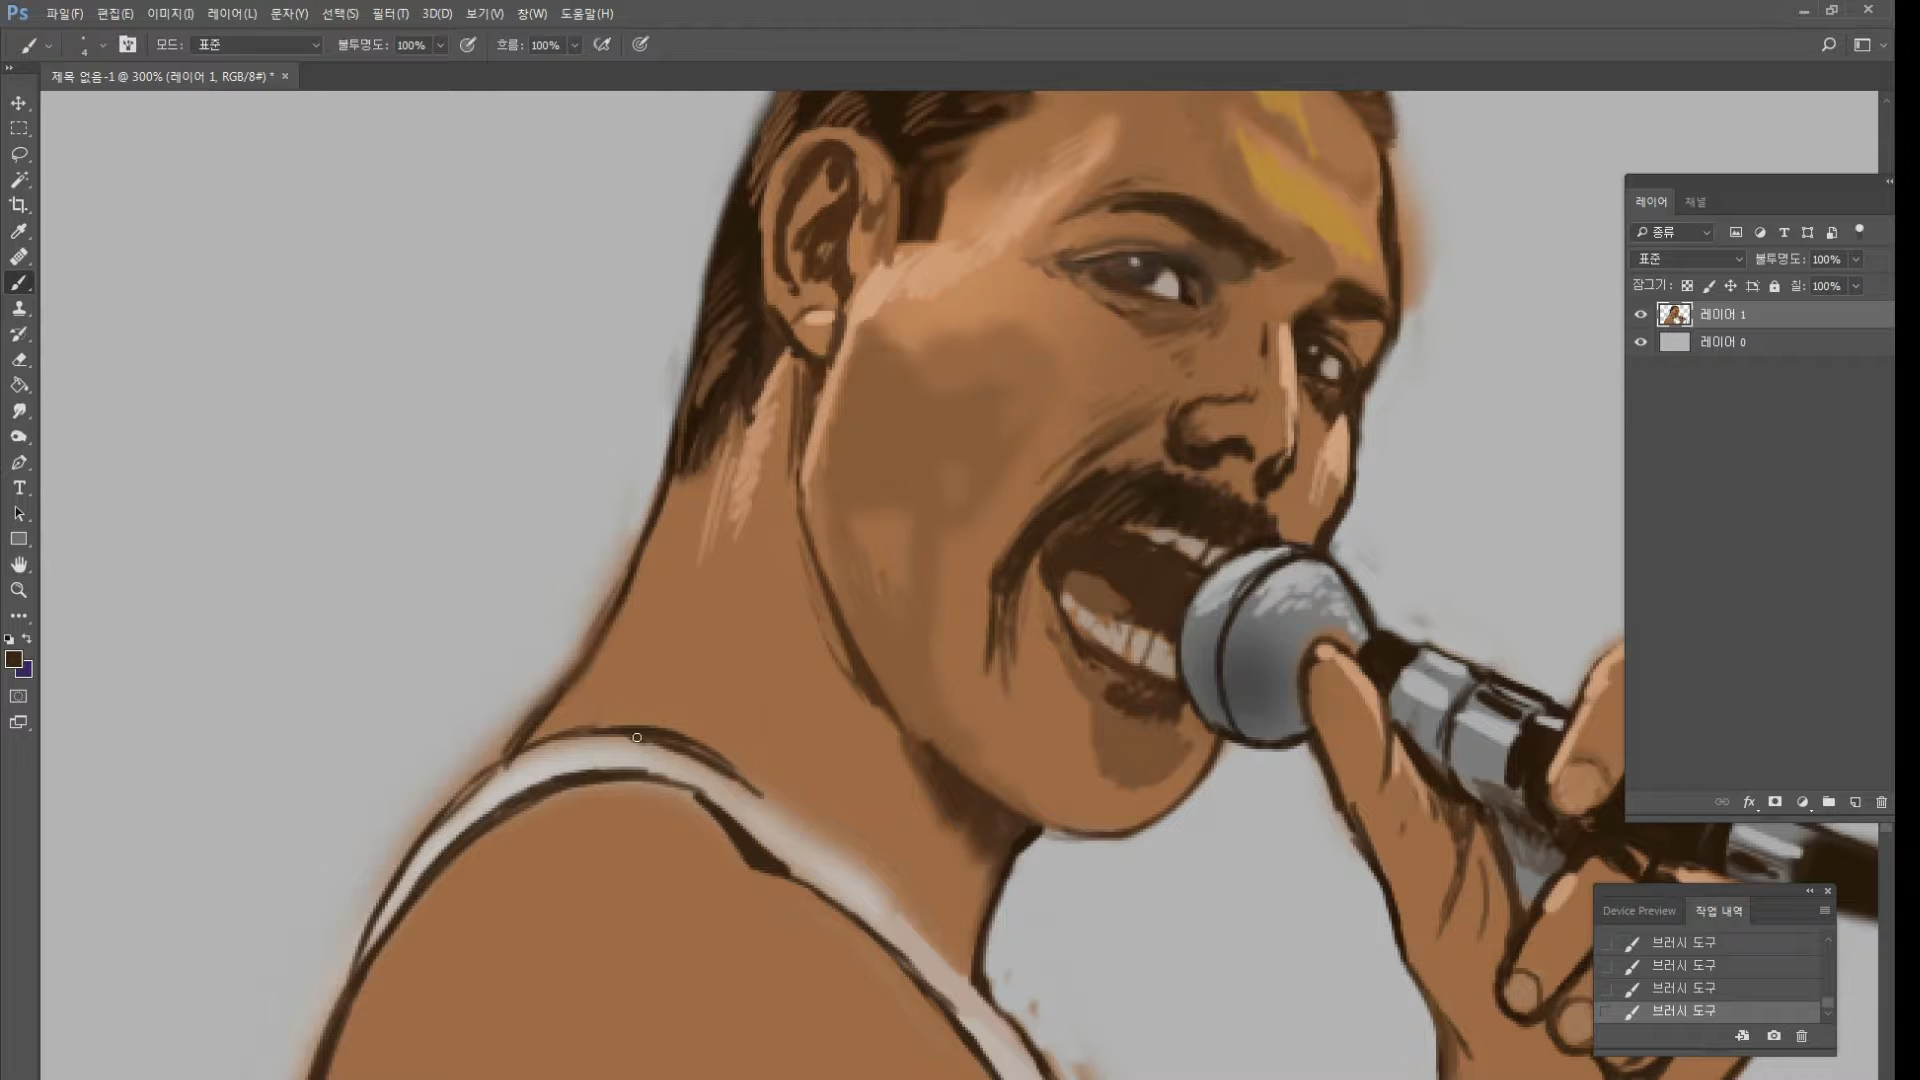 Ps 파일(F) 편집(E) 이미지(I) 레이어(L) 문자(Y) 선택(S) 필터(T) 3D(D) 보기(V) 창(W) 도움말(H)
4 모드: 표준 불투명도: 100% 흐름: 100%
제목 없음-1 @ 300% (레이어 1, RGB/8#) *
레이어 채널
종류
표준 불투명도: 100%
잠그기: 칠: 100%
레이어 1
레이어 0
fx
Device Preview 작업 내역
브러시 도구
브러시 도구
브러시 도구
브러시 도구